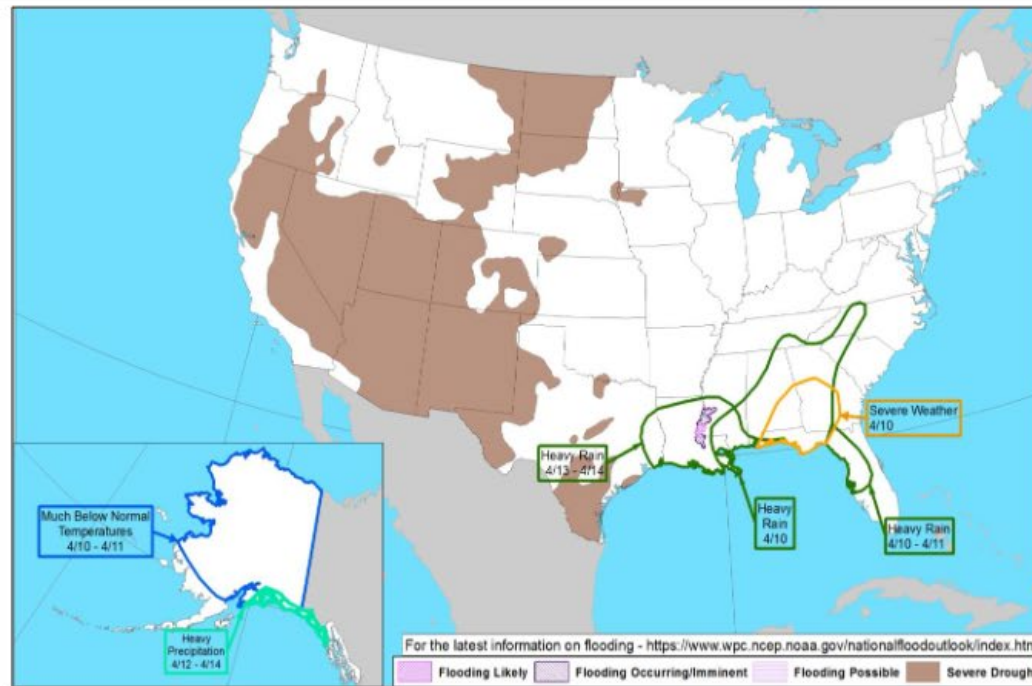 Severe Weather
4/10
Heavy Rain
4/13 - 4/14
Heavy
Rain
4/10
Heavy Rain
4/10 - 4/11
Much Below Normal
Temperatures
4/10 - 4/11
Heavy
Precipitation
4/12 - 4/14
For the latest information on flooding - https://www.wpc.ncep.noaa.gov/nationalfloodoutlook/index.htm
Flooding Likely
Flooding Occurring/Imminent
Flooding Possible
Severe Drough